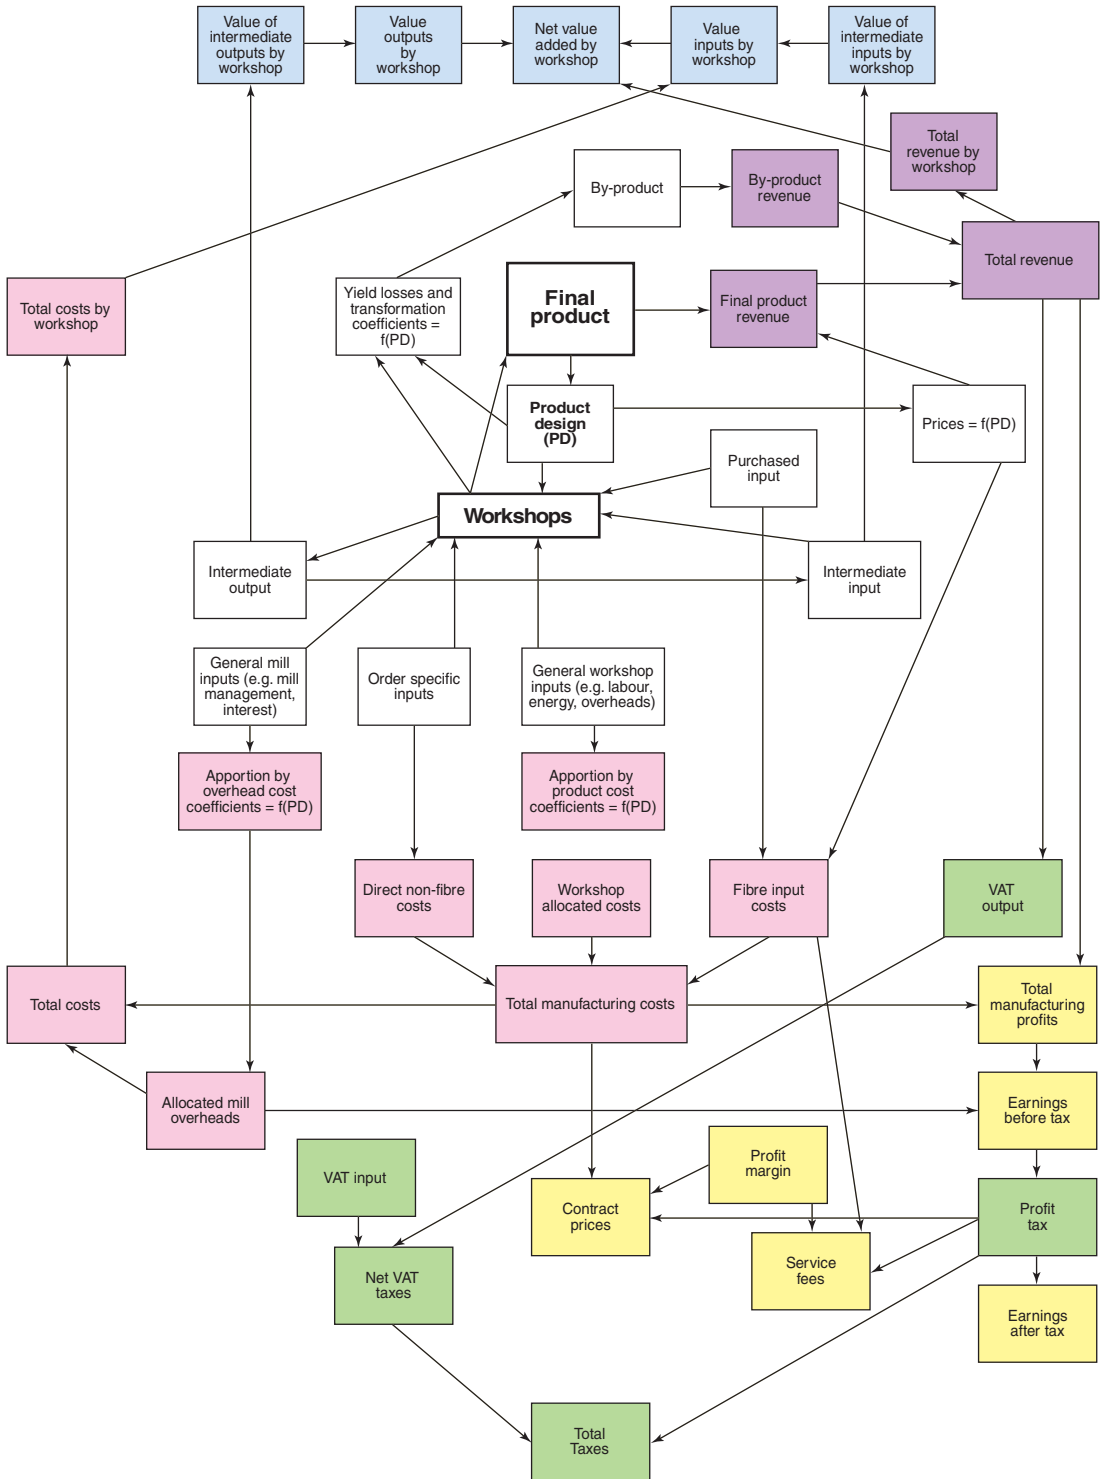 Value of
intermediate
outputs by
workshop
Value
outputs
by
workshop
Net value
added by
workshop
Value
inputs by
workshop
Value of
intermediate
inputs by
workshop
Total
revenue by
workshop
By-product
By-product
revenue
Total revenue
Total costs by
workshop
Yield losses and
transformation
coefficients =
f(PD)
Final
product
Final product
revenue
Product
design
(PD)
Prices = f(PD)
Purchased
input
Workshops
Intermediate
output
Intermediate
input
General mill
inputs (e.g. mill
management,
interest)
Order specific
inputs
General workshop
inputs (e.g. labour,
energy, overheads)
Apportion by
overhead cost
coefficients = f(PD)
Apportion by
product cost
coefficients = f(PD)
Direct non-fibre
costs
Workshop
allocated costs
Fibre input
costs
VAT
output
Total costs
Total manufacturing costs
Total
manufacturing
profits
Allocated mill
overheads
Earnings
before tax
VAT input
Profit
margin
Contract
prices
Profit
tax
Net VAT
taxes
Service
fees
Earnings
after tax
Total
Taxes